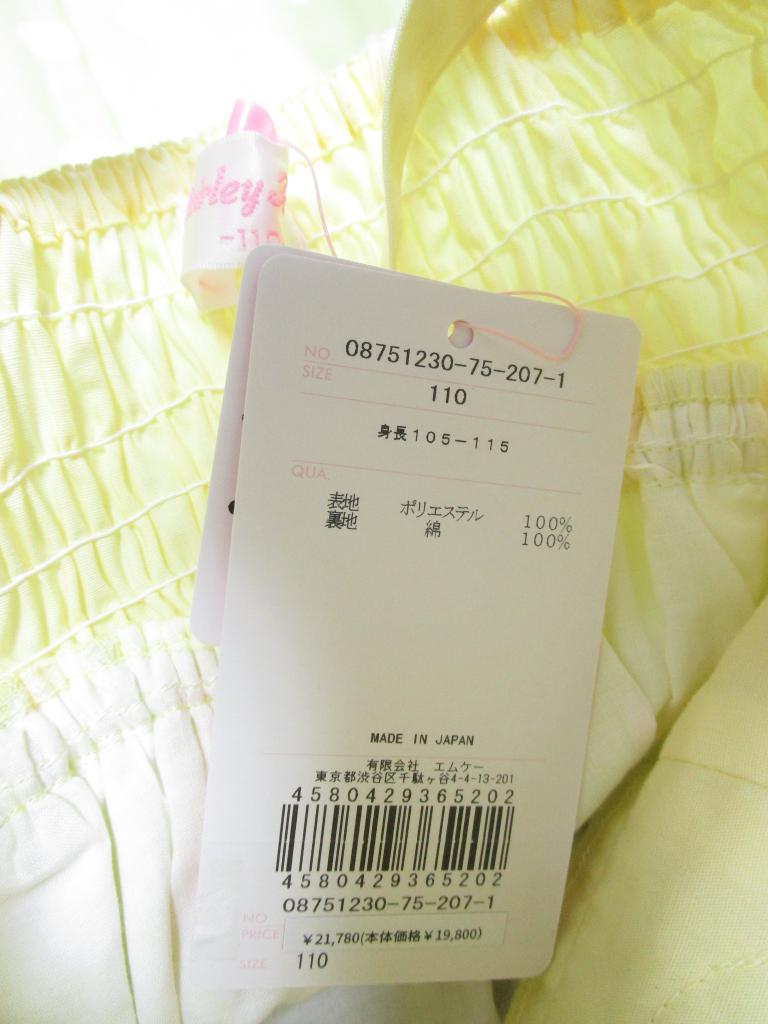 -110
NO. 08751230-75-207-1
SIZE 110
身長105-115
QUA.
表地 ポリエステル 100%
裏地 綿 100%
MADE IN JAPAN
有限会社 エムケー
東京都渋谷区千駄ヶ谷4-4-13-201
4580429365202
4580429365202
08751230-75-207-1
NO.
PRICE ¥21,780(本体価格¥19,800)
SIZE 110